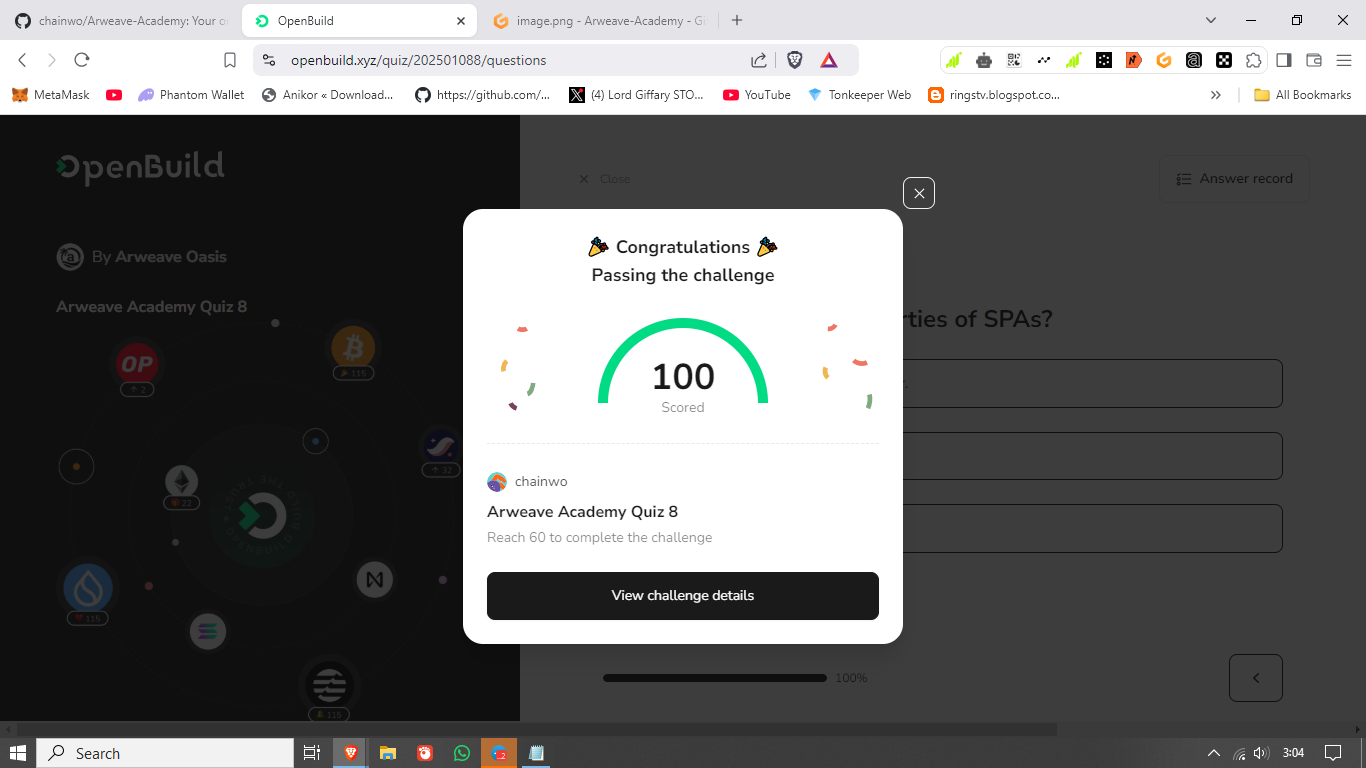 chainwo/Arweave-Academy: Your o
OpenBuild
image.png - Arweave-Academy - Gi
openbuild.xyz/quiz/202501088/questions
MetaMask
Phantom Wallet
Anikor « Download...
https://github.com/...
(4) Lord Giffary STO...
YouTube
Tonkeeper Web
ringstv.blogspot.co...
All Bookmarks
OpenBuild
By Arweave Oasis
Arweave Academy Quiz 8
OP
2
115
32
22
115
115
Close
Answer record
rties of SPAs?
Congratulations
Passing the challenge
100
Scored
chainwo
Arweave Academy Quiz 8
Reach 60 to complete the challenge
View challenge details
100%
Search
3:04